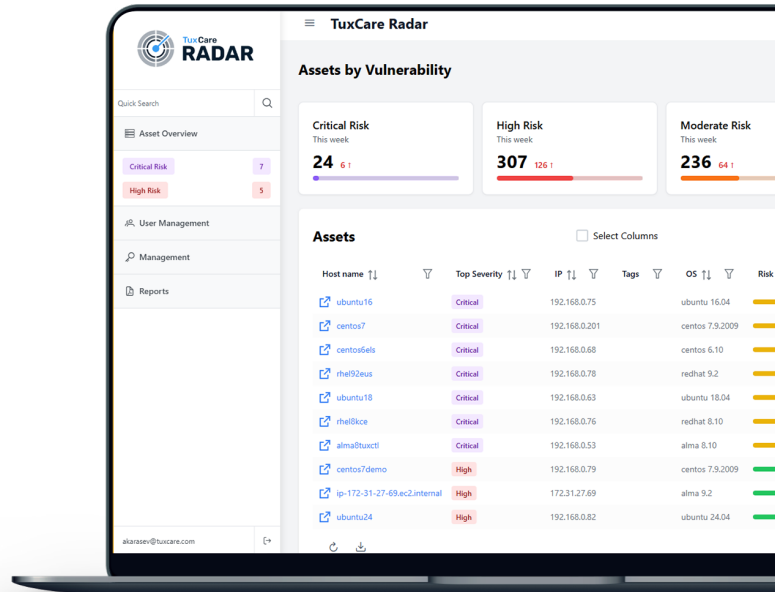 TuxCare
RADAR
Quick Search
Asset Overview
Critical Risk 7
High Risk 5
User Management
Management
Reports
akarasev@tuxcare.com
TuxCare Radar
Assets by Vulnerability
Critical Risk
This week
24 6↑
High Risk
This week
307 126↑
Moderate Risk
This week
236 64↑
Assets
Select Columns
Host name Top Severity IP Tags OS Risk
ubuntu16 Critical 192.168.0.75 ubuntu 16.04
centos7 Critical 192.168.0.201 centos 7.9.2009
centos6els Critical 192.168.0.68 centos 6.10
rhel92eus Critical 192.168.0.78 redhat 9.2
ubuntu18 Critical 192.168.0.63 ubuntu 18.04
rhel8kce Critical 192.168.0.76 redhat 8.10
alma8tuxctl Critical 192.168.0.53 alma 8.10
centos7demo High 192.168.0.79 centos 7.9.2009
ip-172-31-27-69.ec2.internal High 172.31.27.69 alma 9.2
ubuntu24 High 192.168.0.82 ubuntu 24.04